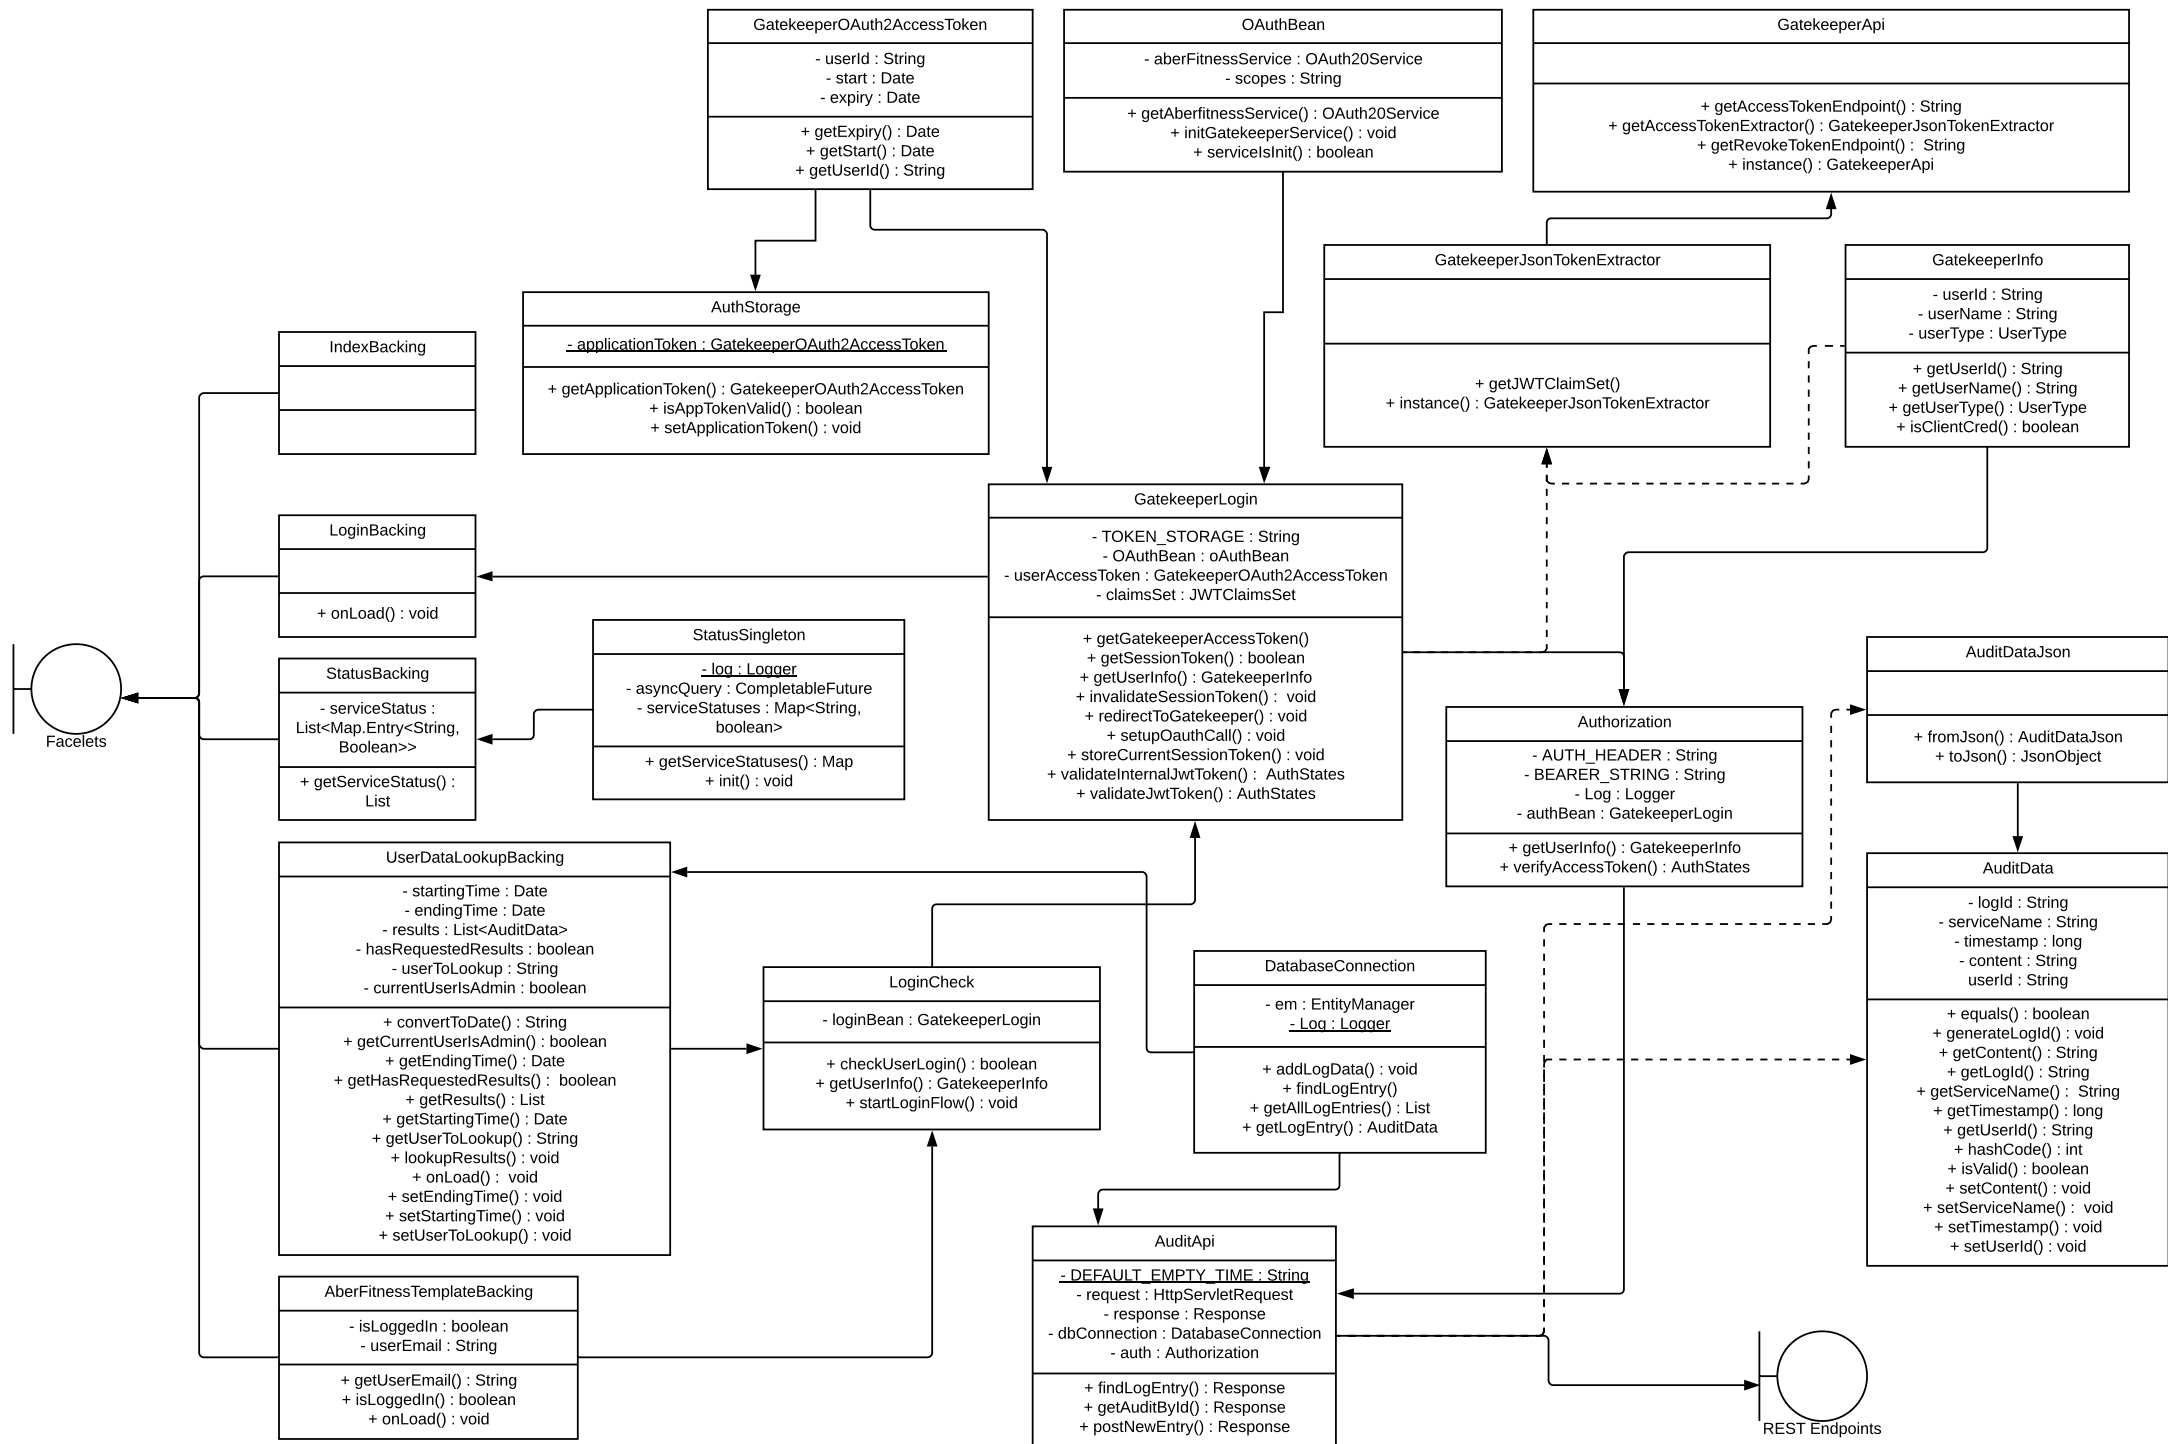 GatekeeperOAuth2AccessToken
- userId : String
- start : Date
- expiry : Date
+ getExpiry() : Date
+ getStart() : Date
+ getUserId() : String
OAuthBean
- aberFitnessService : OAuth20Service
- scopes : String
+ getAberfitnessService() : OAuth20Service
+ initGatekeeperService() : void
+ serviceIsInit() : boolean
GatekeeperApi
+ getAccessTokenEndpoint() : String
+ getAccessTokenExtractor() : GatekeeperJsonTokenExtractor
+ getRevokeTokenEndpoint() :  String
+ instance() : GatekeeperApi
GatekeeperJsonTokenExtractor
+ getJWTClaimSet()
+ instance() : GatekeeperJsonTokenExtractor
GatekeeperInfo
- userId : String
- userName : String
- userType : UserType
+ getUserId() : String
+ getUserName() : String
+ getUserType() : UserType
+ isClientCred() : boolean
AuthStorage
- applicationToken : GatekeeperOAuth2AccessToken
+ getApplicationToken() : GatekeeperOAuth2AccessToken
+ isAppTokenValid() : boolean
+ setApplicationToken() : void
IndexBacking
LoginBacking
+ onLoad() : void
GatekeeperLogin
- TOKEN_STORAGE : String
- OAuthBean : oAuthBean
- userAccessToken : GatekeeperOAuth2AccessToken
- claimsSet : JWTClaimsSet
+ getGatekeeperAccessToken()
+ getSessionToken() : boolean
+ getUserInfo() : GatekeeperInfo
+ invalidateSessionToken() :  void
+ redirectToGatekeeper() : void
+ setupOauthCall() : void
+ storeCurrentSessionToken() : void
+ validateInternalJwtToken() :  AuthStates
+ validateJwtToken() : AuthStates
StatusSingleton
- log : Logger
- asyncQuery : CompletableFuture
- serviceStatuses : Map<String,
boolean>
+ getServiceStatuses() : Map
+ init() : void
StatusBacking
- serviceStatus :
List<Map.Entry<String,
Boolean>>
+ getServiceStatus() :
List
Facelets
Authorization
- AUTH_HEADER : String
- BEARER_STRING : String
- Log : Logger
- authBean : GatekeeperLogin
+ getUserInfo() : GatekeeperInfo
+ verifyAccessToken() : AuthStates
AuditDataJson
+ fromJson() : AuditDataJson
+ toJson() : JsonObject
AuditData
- logId : String
- serviceName : String
- timestamp : long
- content : String
userId : String
+ equals() : boolean
+ generateLogId() : void
+ getContent() : String
+ getLogId() : String
+ getServiceName() :  String
+ getTimestamp() : long
+ getUserId() : String
+ hashCode() : int
+ isValid() : boolean
+ setContent() : void
+ setServiceName() :  void
+ setTimestamp() : void
+ setUserId() : void
UserDataLookupBacking
- startingTime : Date
- endingTime : Date
- results : List<AuditData>
- hasRequestedResults : boolean
- userToLookup : String
- currentUserIsAdmin : boolean
+ convertToDate() : String
+ getCurrentUserIsAdmin() : boolean
+ getEndingTime() : Date
+ getHasRequestedResults() :  boolean
+ getResults() : List
+ getStartingTime() : Date
+ getUserToLookup() : String
+ lookupResults() : void
+ onLoad() :  void
+ setEndingTime() : void
+ setStartingTime() : void
+ setUserToLookup() : void
LoginCheck
- loginBean : GatekeeperLogin
+ checkUserLogin() : boolean
+ getUserInfo() : GatekeeperInfo
+ startLoginFlow() : void
DatabaseConnection
- em : EntityManager
- Log : Logger
+ addLogData() : void
+ findLogEntry()
+ getAllLogEntries() : List
+ getLogEntry() : AuditData
AuditApi
- DEFAULT_EMPTY_TIME : String
- request : HttpServletRequest
- response : Response
- dbConnection : DatabaseConnection
- auth : Authorization
+ findLogEntry() : Response
+ getAuditById() : Response
+ postNewEntry() : Response
AberFitnessTemplateBacking
- isLoggedIn : boolean
- userEmail : String
+ getUserEmail() : String
+ isLoggedIn() : boolean
+ onLoad() : void
REST Endpoints